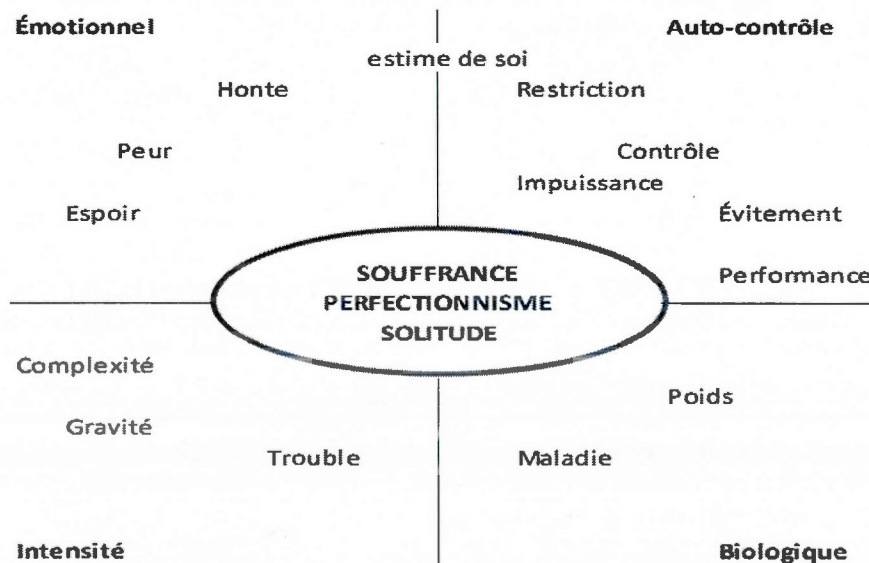 Émotionnel
Auto-contrôle
estime de soi
Honte
Restriction
Peur
Contrôle
Impuissance
Espoir
Évitement
SOUFFRANCE
PERFECTIONNISME
SOLITUDE
Performance
Complexité
Poids
Gravité
Trouble
Maladie
Intensité
Biologique